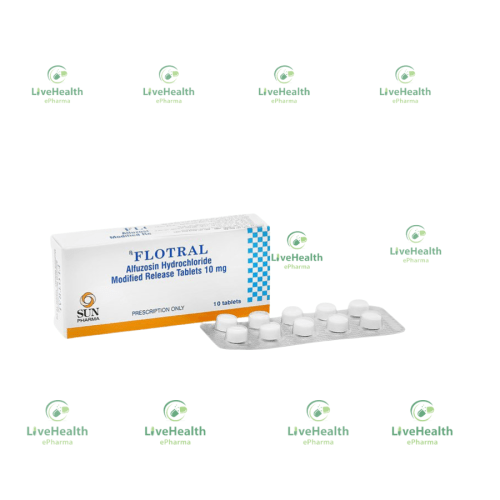 LiveHealth
ePharma
LiveHealth
ePharma
LiveHealth
ePharma
LiveHealth
ePharma
FLOTRAL
Alfuzosin Hydrochloride
Modified Release Tablets 10 mg
SUN
PHARMA
PRESCRIPTION ONLY
10 tablets
LiveHealth
ePharma
LiveHealth
ePharma
LiveHealth
ePharma
LiveHealth
ePharma
LiveHealth
ePharma
LiveHealth
ePharma